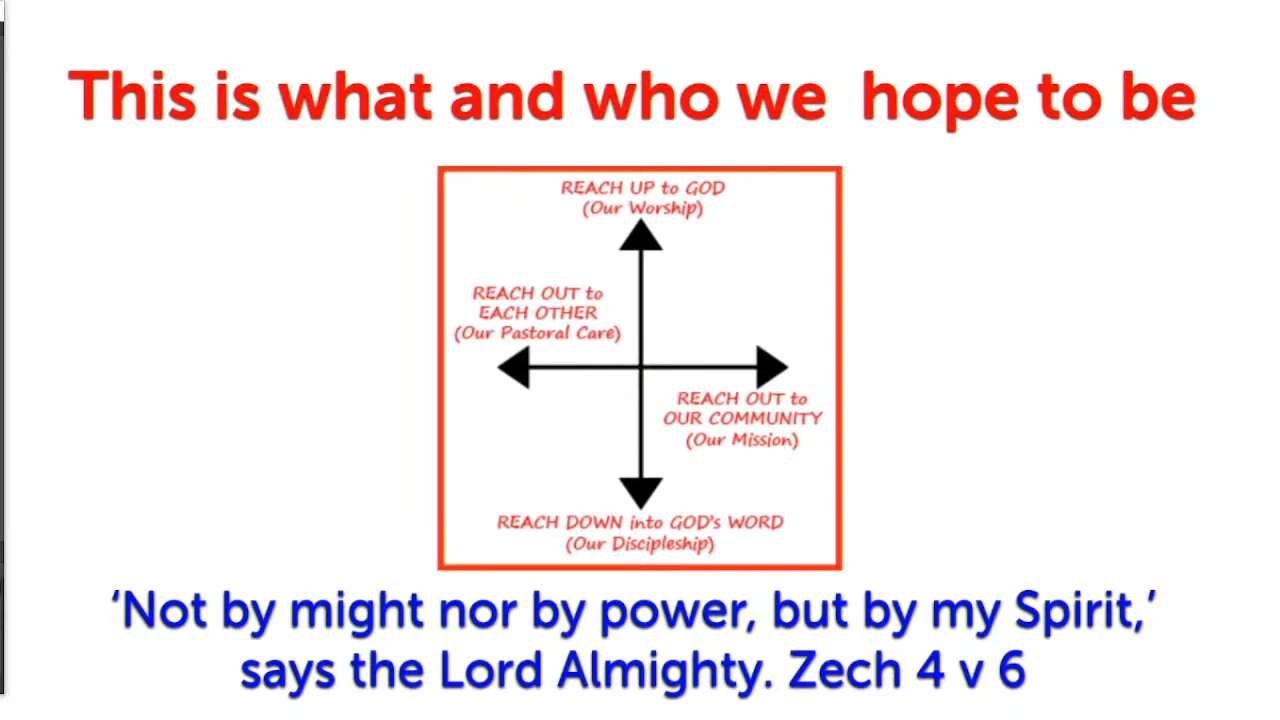 This is what and who we hope to be
REACH UP to GOD
(Our Worship)
REACH OUT to
EACH OTHER
(Our Pastoral Care)
REACH OUT to
OUR COMMUNITY
(Our Mission)
REACH DOWN into GOD's WORD
(Our Discipleship)
‘Not by might nor by power, but by my Spirit,’
says the Lord Almighty. Zech 4 v 6